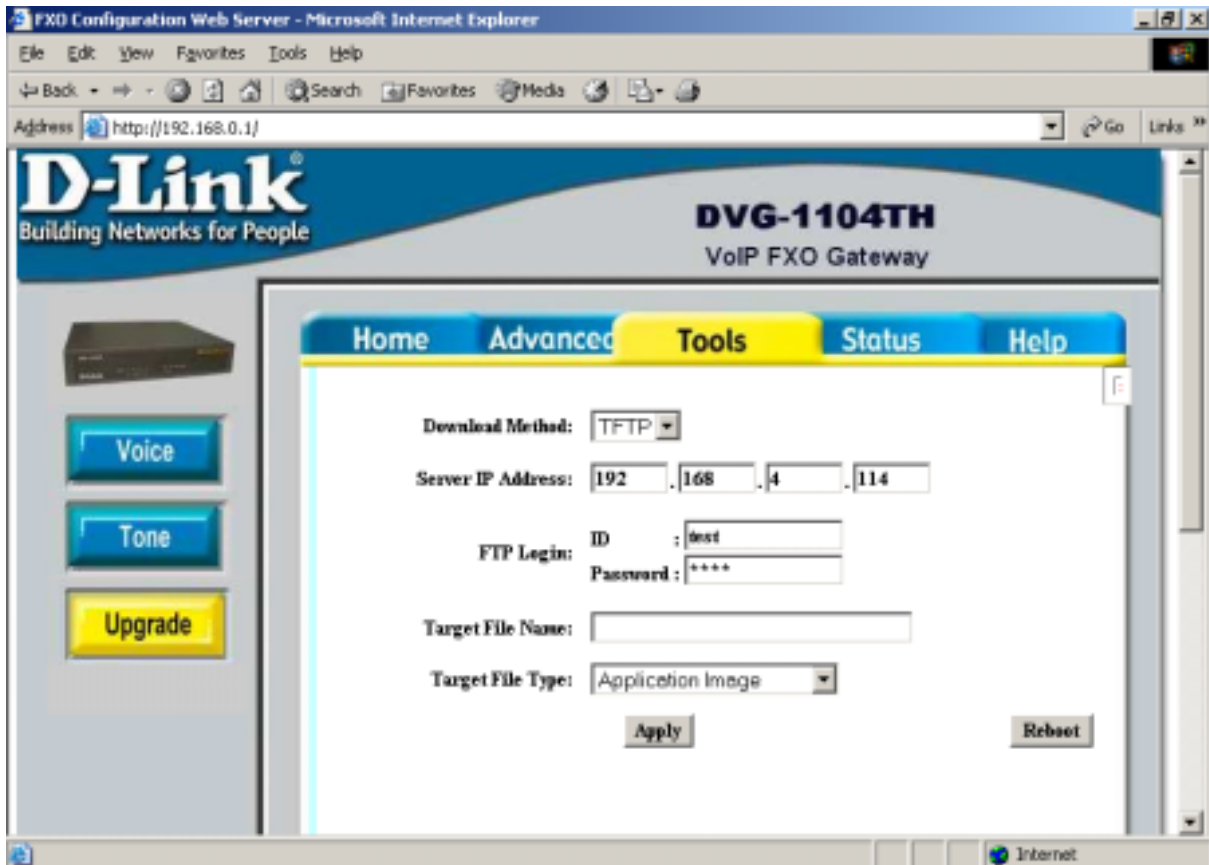 FXO Configuration Web Server - Microsoft Internet Explorer
File Edit View Favorites Tools Help
Back Search Favorites Media
Address http://192.168.0.1/ Go Links »
D-Link®
Building Networks for People
DVG-1104TH
VoIP FXO Gateway
Home Advanced Tools Status Help
Voice
Tone
Upgrade
Download Method: TFTP
Server IP Address: 192 . 168 . 4 . 114
FTP Login: ID : test
Password : ****
Target File Name:
Target File Type: Application Image
Apply Reboot
Internet